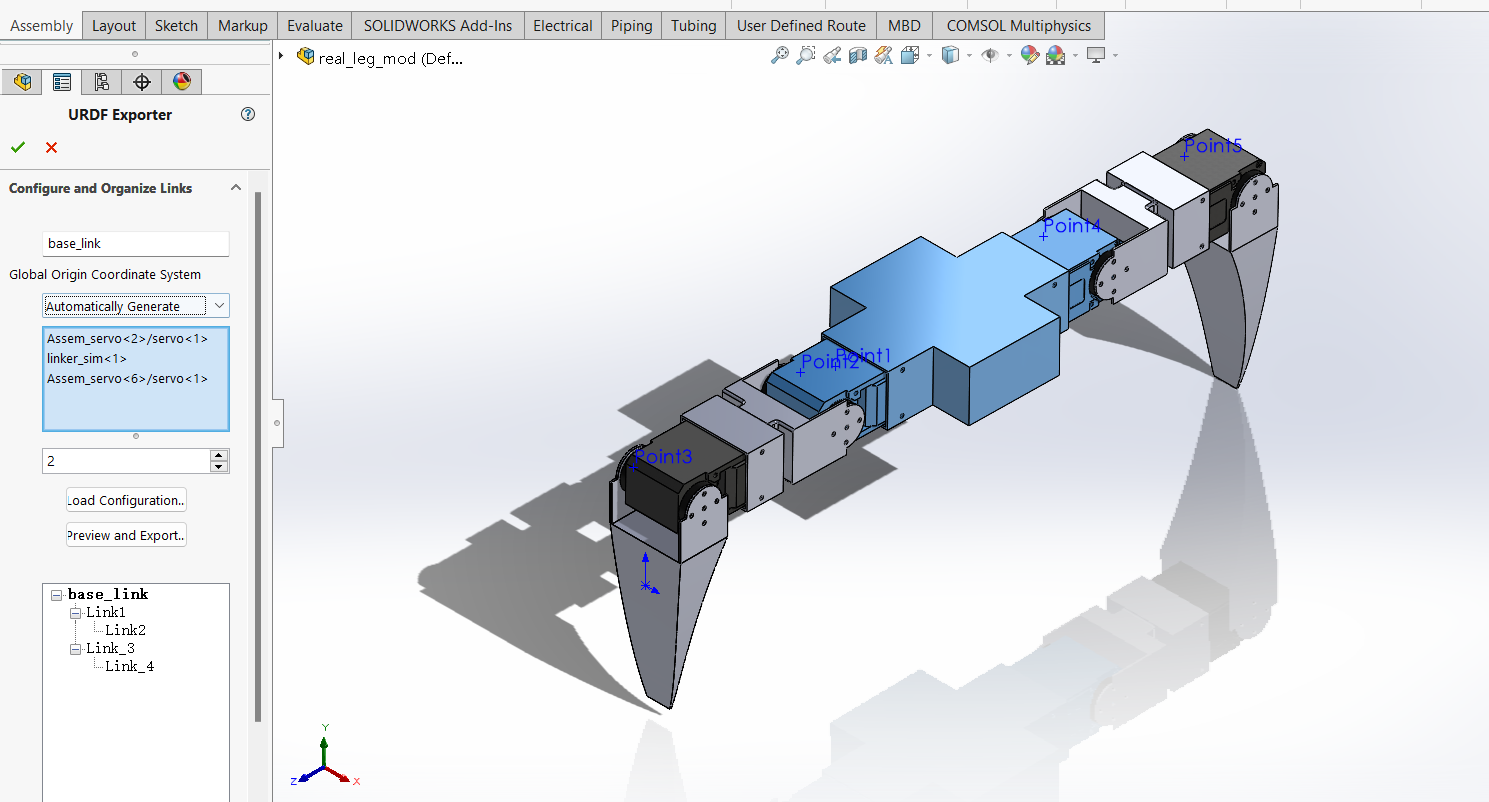 Assembly Layout Sketch Markup Evaluate SOLIDWORKS Add-Ins Electrical Piping Tubing User Defined Route MBD COMSOL Multiphysics
real_leg_mod (Def...
URDF Exporter
Configure and Organize Links
base_link
Global Origin Coordinate System
Automatically Generate
Assem_servo<2>/servo<1>
linker_sim<1>
Assem_servo<6>/servo<1>
2
Load Configuration..
Preview and Export..
base_link
Link1
Link2
Link_3
Link_4
Point5
Point4
Point1
Point2
Point3
Y
Z
X